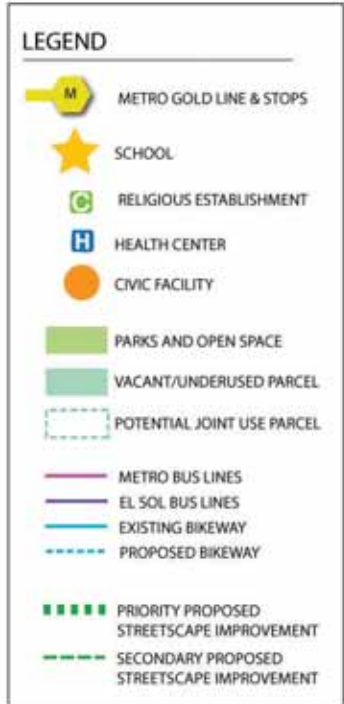 LEGEND
M METRO GOLD LINE & STOPS
SCHOOL
C RELIGIOUS ESTABLISHMENT
H HEALTH CENTER
CIVIC FACILITY
PARKS AND OPEN SPACE
VACANT/UNDERUSED PARCEL
POTENTIAL JOINT USE PARCEL
METRO BUS LINES
EL SOL BUS LINES
EXISTING BIKEWAY
PROPOSED BIKEWAY
PRIORITY PROPOSED
STREETSCAPE IMPROVEMENT
SECONDARY PROPOSED
STREETSCAPE IMPROVEMENT